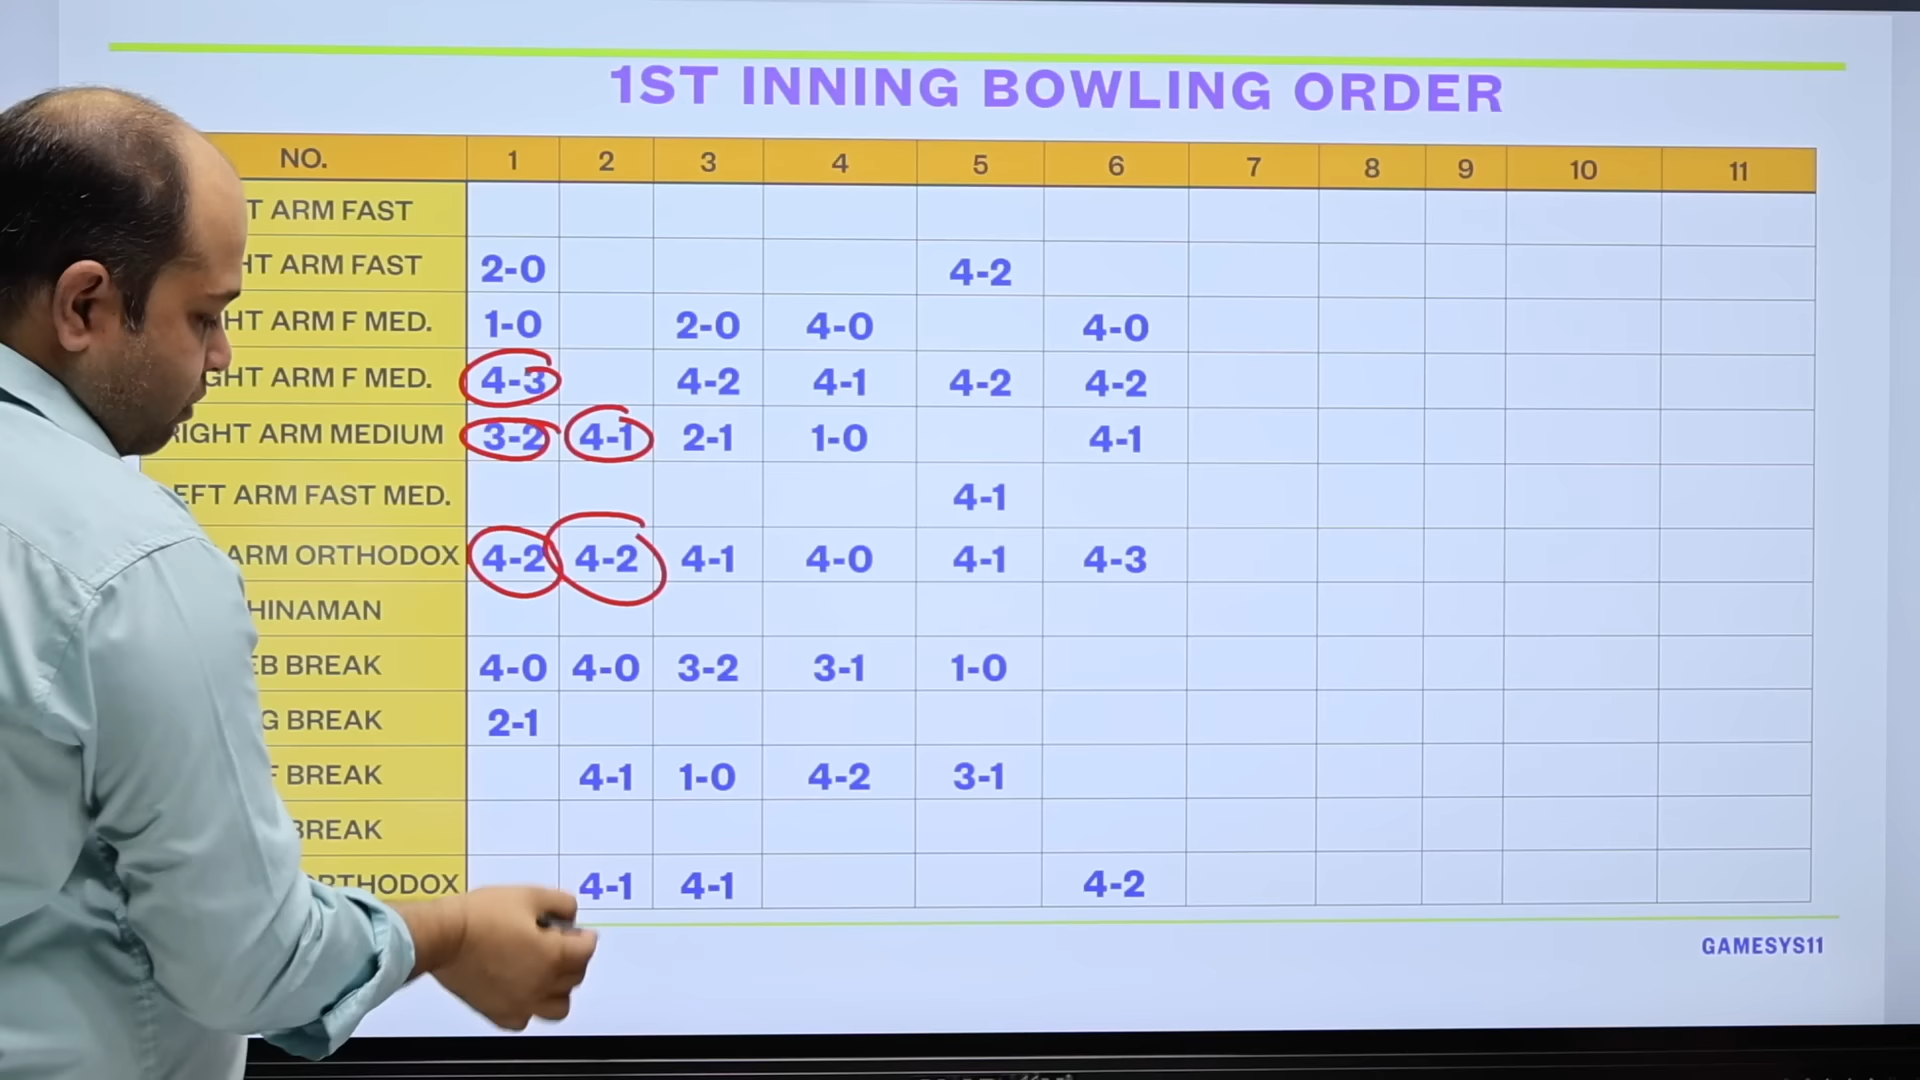 1ST INNING BOWLING ORDER
NO. 1 2 3 4 5 6 7 8 9 10 11
T ARM FAST
HT ARM FAST 2-0 4-2
HT ARM F MED. 1-0 2-0 4-0 4-0
GHT ARM F MED. 4-3 4-2 4-1 4-2 4-2
RIGHT ARM MEDIUM 3-2 4-1 2-1 1-0 4-1
EFT ARM FAST MED. 4-1
ARM ORTHODOX 4-2 4-2 4-1 4-0 4-1 4-3
HINAMAN
EB BREAK 4-0 4-0 3-2 3-1 1-0
G BREAK 2-1
F BREAK 4-1 1-0 4-2 3-1
BREAK
ORTHODOX 4-1 4-1 4-2
GAMESYS11